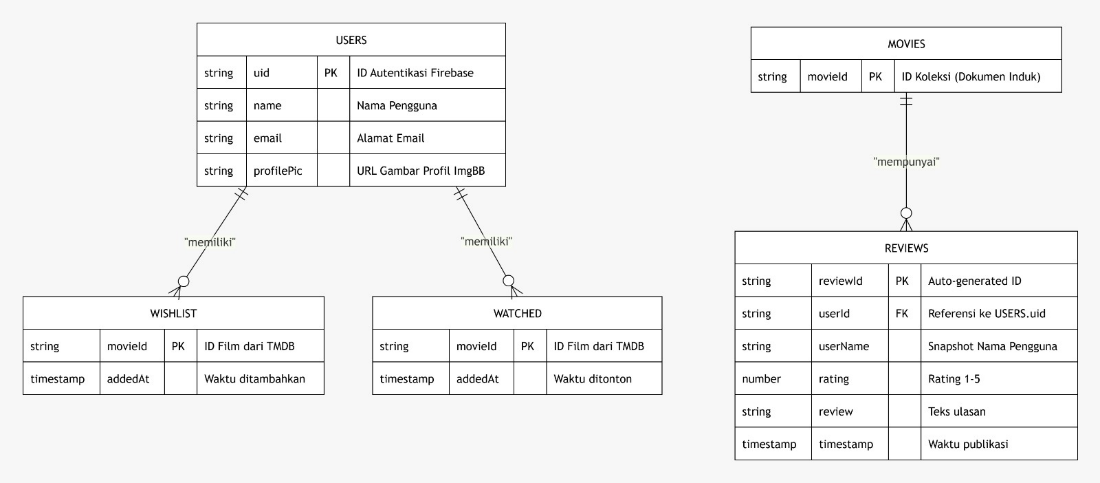 USERS
string uid PK ID Autentikasi Firebase
string name Nama Pengguna
string email Alamat Email
string profilePic URL Gambar Profil ImgBB
"memiliki"
"memiliki"
WISHLIST
string movieId PK ID Film dari TMDB
timestamp addedAt Waktu ditambahkan
WATCHED
string movieId PK ID Film dari TMDB
timestamp addedAt Waktu ditonton
MOVIES
string movieId PK ID Koleksi (Dokumen Induk)
"mempunyai"
REVIEWS
string reviewId PK Auto-generated ID
string userId FK Referensi ke USERS.uid
string userName Snapshot Nama Pengguna
number rating Rating 1-5
string review Teks ulasan
timestamp timestamp Waktu publikasi